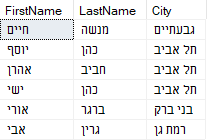 FirstName LastName City
חיים מנשה גבעתיים
יוסף כהן תל אביב
אהרן חביב תל אביב
ישי כהן תל אביב
אורי ברגר בני ברק
אבי גרין רמת גן